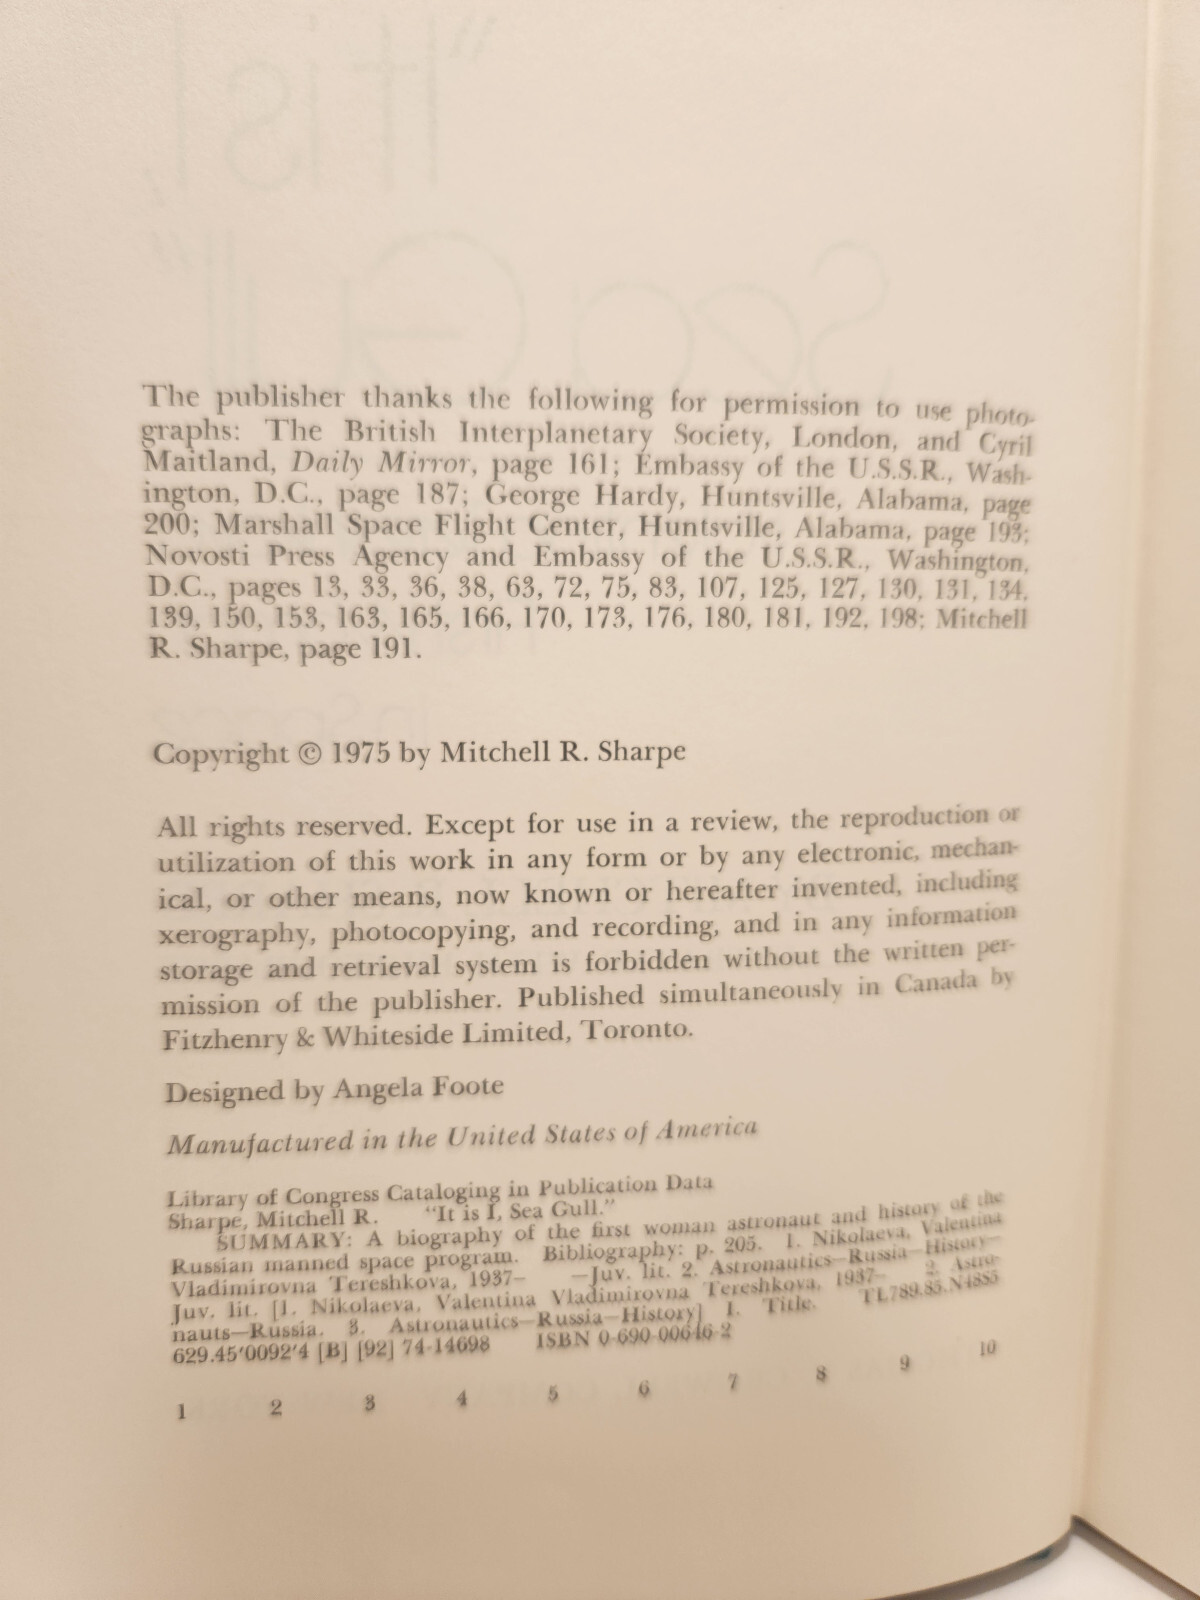 The publisher thanks the following for permission to use photo-
graphs: The British Interplanetary Society, London, and Cyril
Maitland, Daily Mirror, page 161; Embassy of the U.S.S.R., Wash-
ington, D.C., page 187; George Hardy, Huntsville, Alabama, page
200; Marshall Space Flight Center, Huntsville, Alabama, page 193;
Novosti Press Agency and Embassy of the U.S.S.R., Washington,
D.C., pages 13, 33, 36, 38, 63, 72, 75, 83, 107, 125, 127, 130, 131, 134,
139, 150, 153, 163, 165, 166, 170, 173, 176, 180, 181, 192, 198; Mitchell
R. Sharpe, page 191.
Copyright © 1975 by Mitchell R. Sharpe
All rights reserved. Except for use in a review, the reproduction or
utilization of this work in any form or by any electronic, mechan-
ical, or other means, now known or hereafter invented, including
xerography, photocopying, and recording, and in any information
storage and retrieval system is forbidden without the written per-
mission of the publisher. Published simultaneously in Canada by
Fitzhenry & Whiteside Limited, Toronto.
Designed by Angela Foote
Manufactured in the United States of America
Library of Congress Cataloging in Publication Data
Sharpe, Mitchell R. "It is I, Sea Gull."
SUMMARY: A biography of the first woman astronaut and history of the
Russian manned space program. Bibliography: p. 205. 1. Nikolaeva, Valentina
Vladimirovna Tereshkova, 1937– —Juv. lit. 2. Astronautics—Russia—History—
Juv. lit. [1. Nikolaeva, Valentina Vladimirovna Tereshkova, 1937– 2. Astro-
nauts—Russia. 3. Astronautics—Russia—History] I. Title. TL789.85.N4S5
629.45′0092′4 [B] [92] 74-14698 ISBN 0-690-00646-2
1 2 3 4 5 6 7 8 9 10